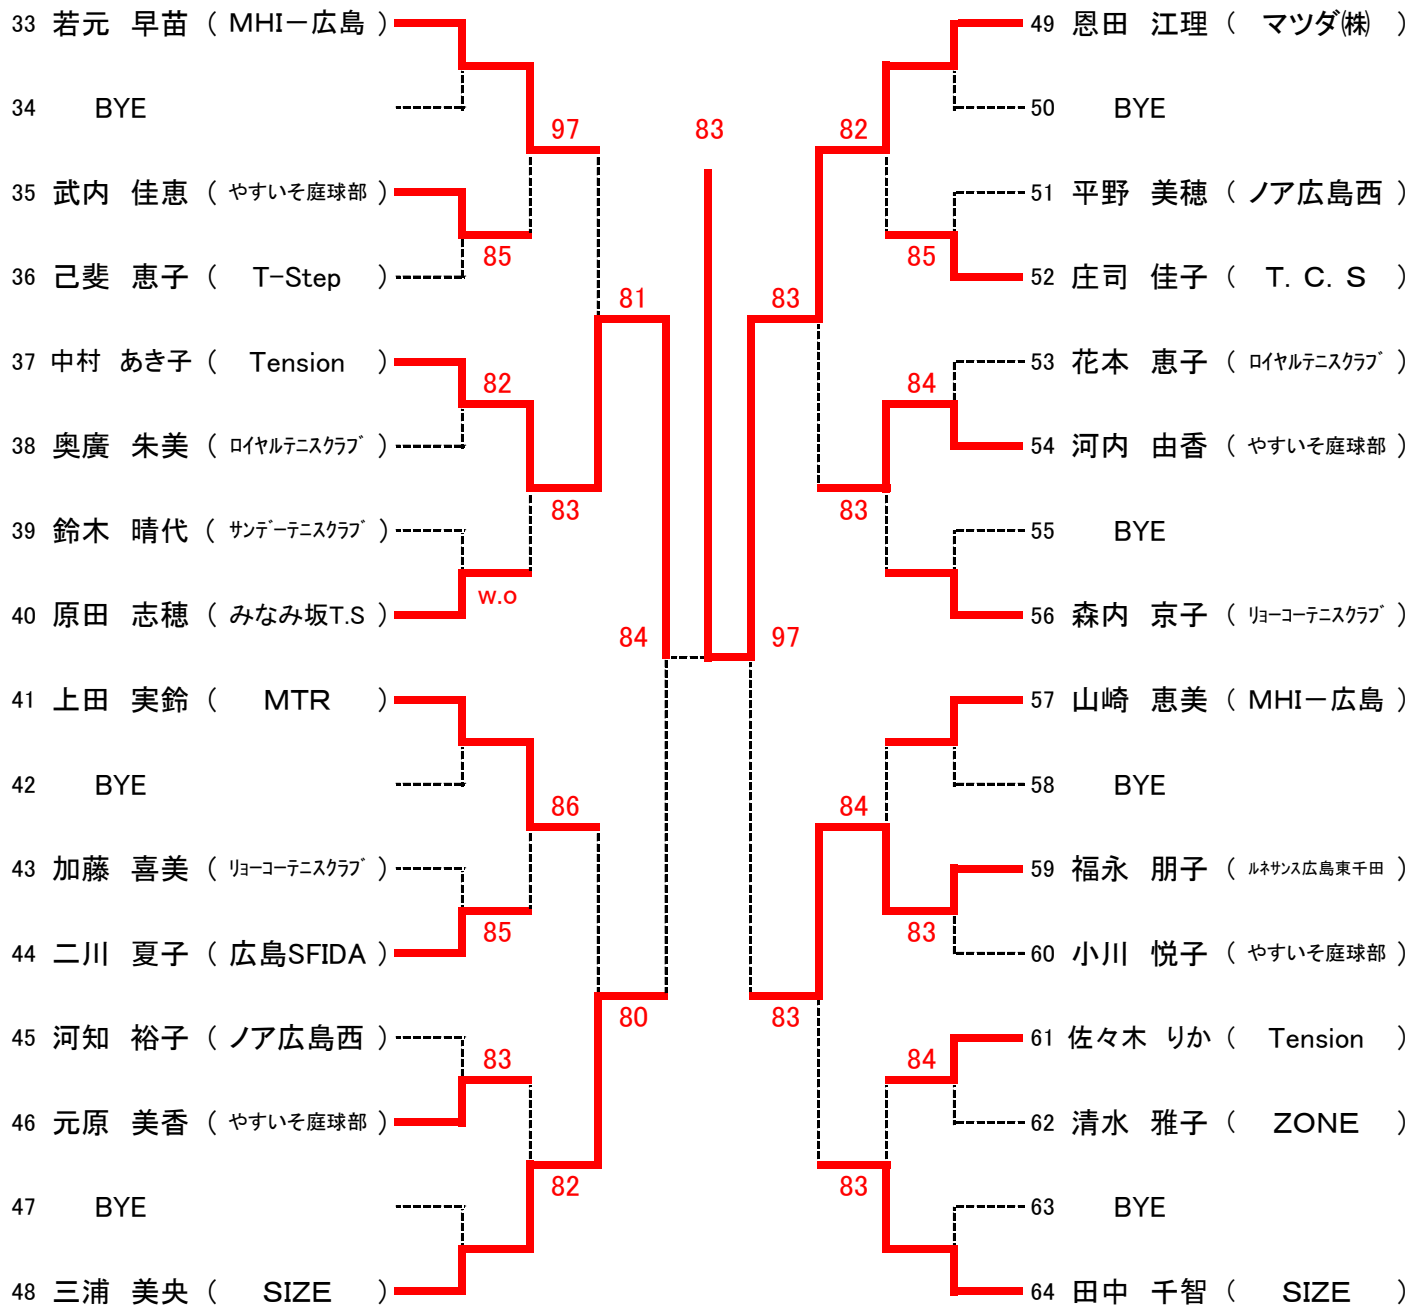 33 若元 早苗 ( MHIー広島 )
34 BYE
97
35 武内 佳恵 ( やすいそ庭球部 )
85
36 己斐 恵子 ( T-Step )
81
37 中村 あき子 ( Tension )
82
38 奥廣 朱美 ( ロイヤルテニスクラブ )
83
39 鈴木 晴代 ( サンデーテニスクラブ )
w.o
40 原田 志穂 ( みなみ坂T.S )
84
41 上田 実鈴 ( MTR )
42 BYE
86
43 加藤 喜美 ( リョーコーテニスクラブ )
85
44 二川 夏子 ( 広島SFIDA )
80
45 河知 裕子 ( ノア広島西 )
83
46 元原 美香 ( やすいそ庭球部 )
82
47 BYE
48 三浦 美央 ( SIZE )
83
49 恩田 江理 ( マツダ㈱ )
50 BYE
82
51 平野 美穂 ( ノア広島西 )
85
52 庄司 佳子 ( T. C. S )
83
53 花本 恵子 ( ロイヤルテニスクラブ )
84
54 河内 由香 ( やすいそ庭球部 )
83
55 BYE
56 森内 京子 ( リョーコーテニスクラブ )
97
57 山崎 恵美 ( MHIー広島 )
58 BYE
84
59 福永 朋子 ( ルネサンス広島東千田 )
83
60 小川 悦子 ( やすいそ庭球部 )
83
61 佐々木 りか ( Tension )
84
62 清水 雅子 ( ZONE )
83
63 BYE
64 田中 千智 ( SIZE )